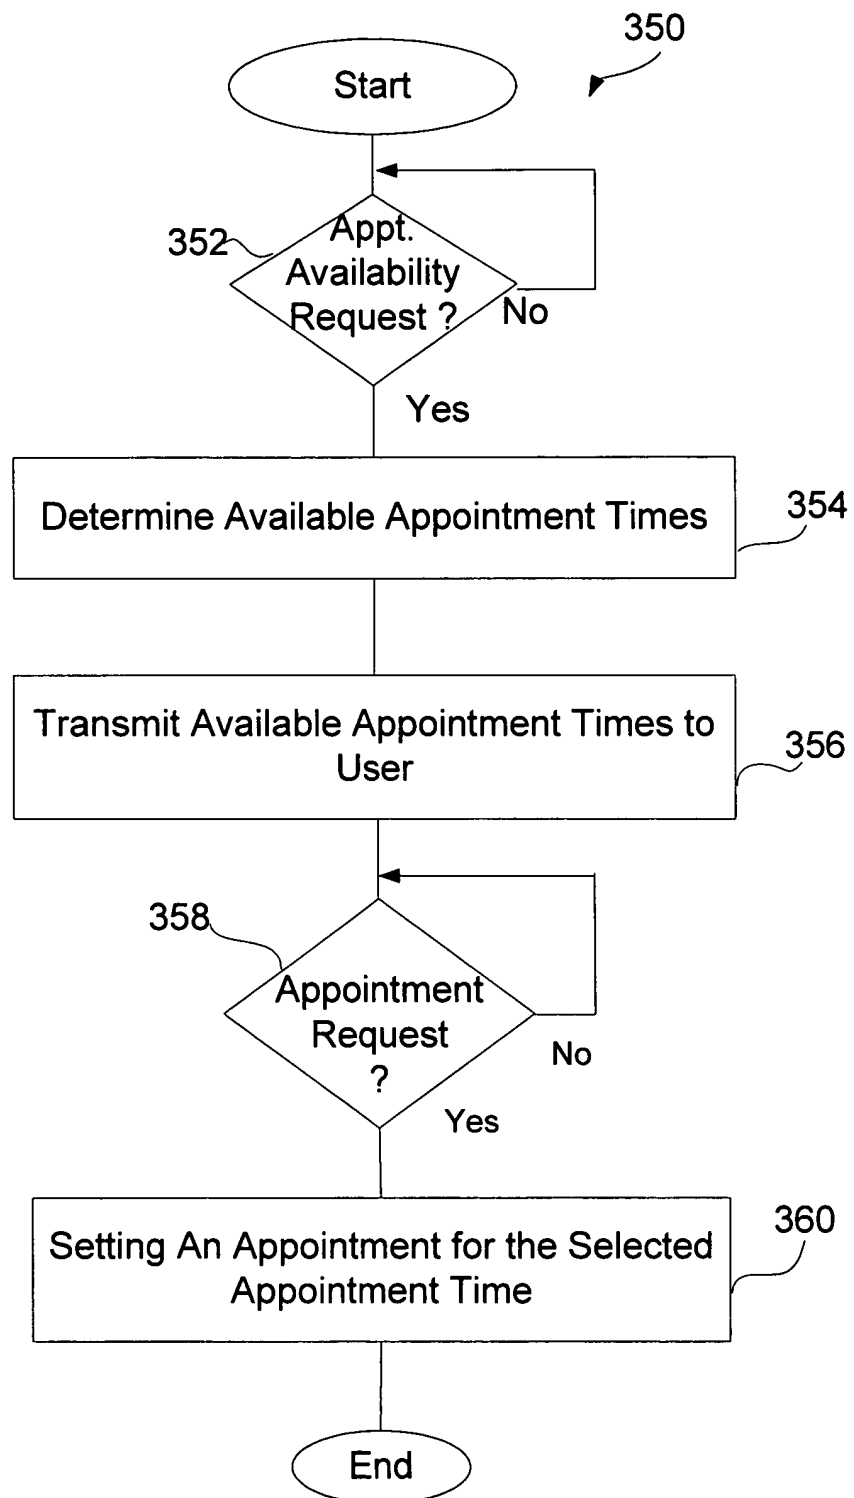 350
Start
352
Appt.
Availability
Request ?
No
Yes
Determine Available Appointment Times
354
Transmit Available Appointment Times to
User
356
358
Appointment
Request
?
No
Yes
Setting An Appointment for the Selected
Appointment Time
360
End